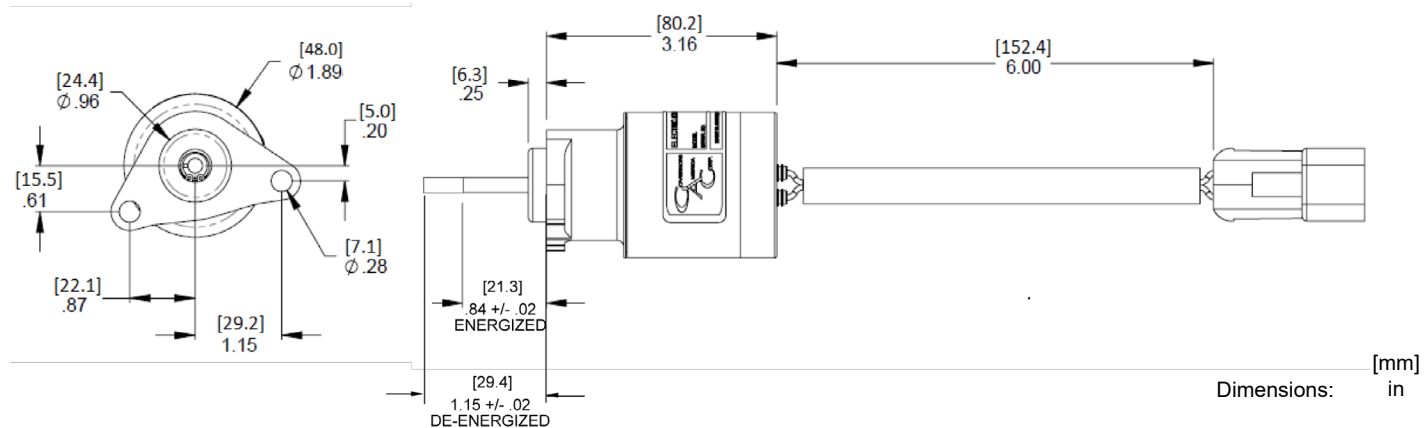 [48.0]
Ø 1.89
[24.4]
Ø .96
[5.0]
.20
[15.5]
.61
[7.1]
Ø .28
[22.1]
.87
[29.2]
1.15
[80.2]
3.16
[6.3]
.25
[152.4]
6.00
[21.3]
.84 +/- .02
ENERGIZED
[29.4]
1.15 +/- .02
DE-ENERGIZED
[mm]
Dimensions: in